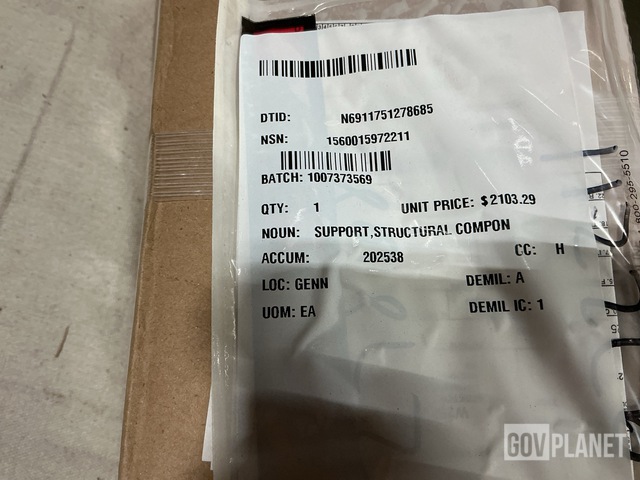 DTID: N6911751278685
NSN: 1560015972211
BATCH: 1007373569
QTY: 1 UNIT PRICE: $2103.29
NOUN: SUPPORT,STRUCTURAL COMPON
ACCUM: 202538 CC: H
LOC: GENN DEMIL: A
UOM: EA DEMIL IC: 1
GOVPLANET